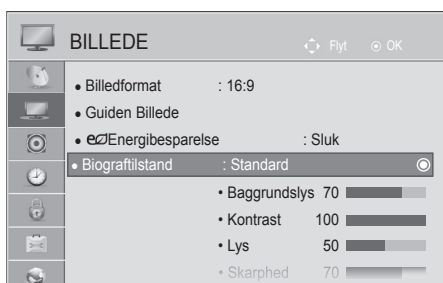 BILLEDE
Flyt OK
• Billedformat : 16:9
• Guiden Billede
• Energibesparelse : Sluk
• Biograftilstand : Standard
• Baggrundslys 70
• Kontrast 100
• Lys 50
• Skarphed 70